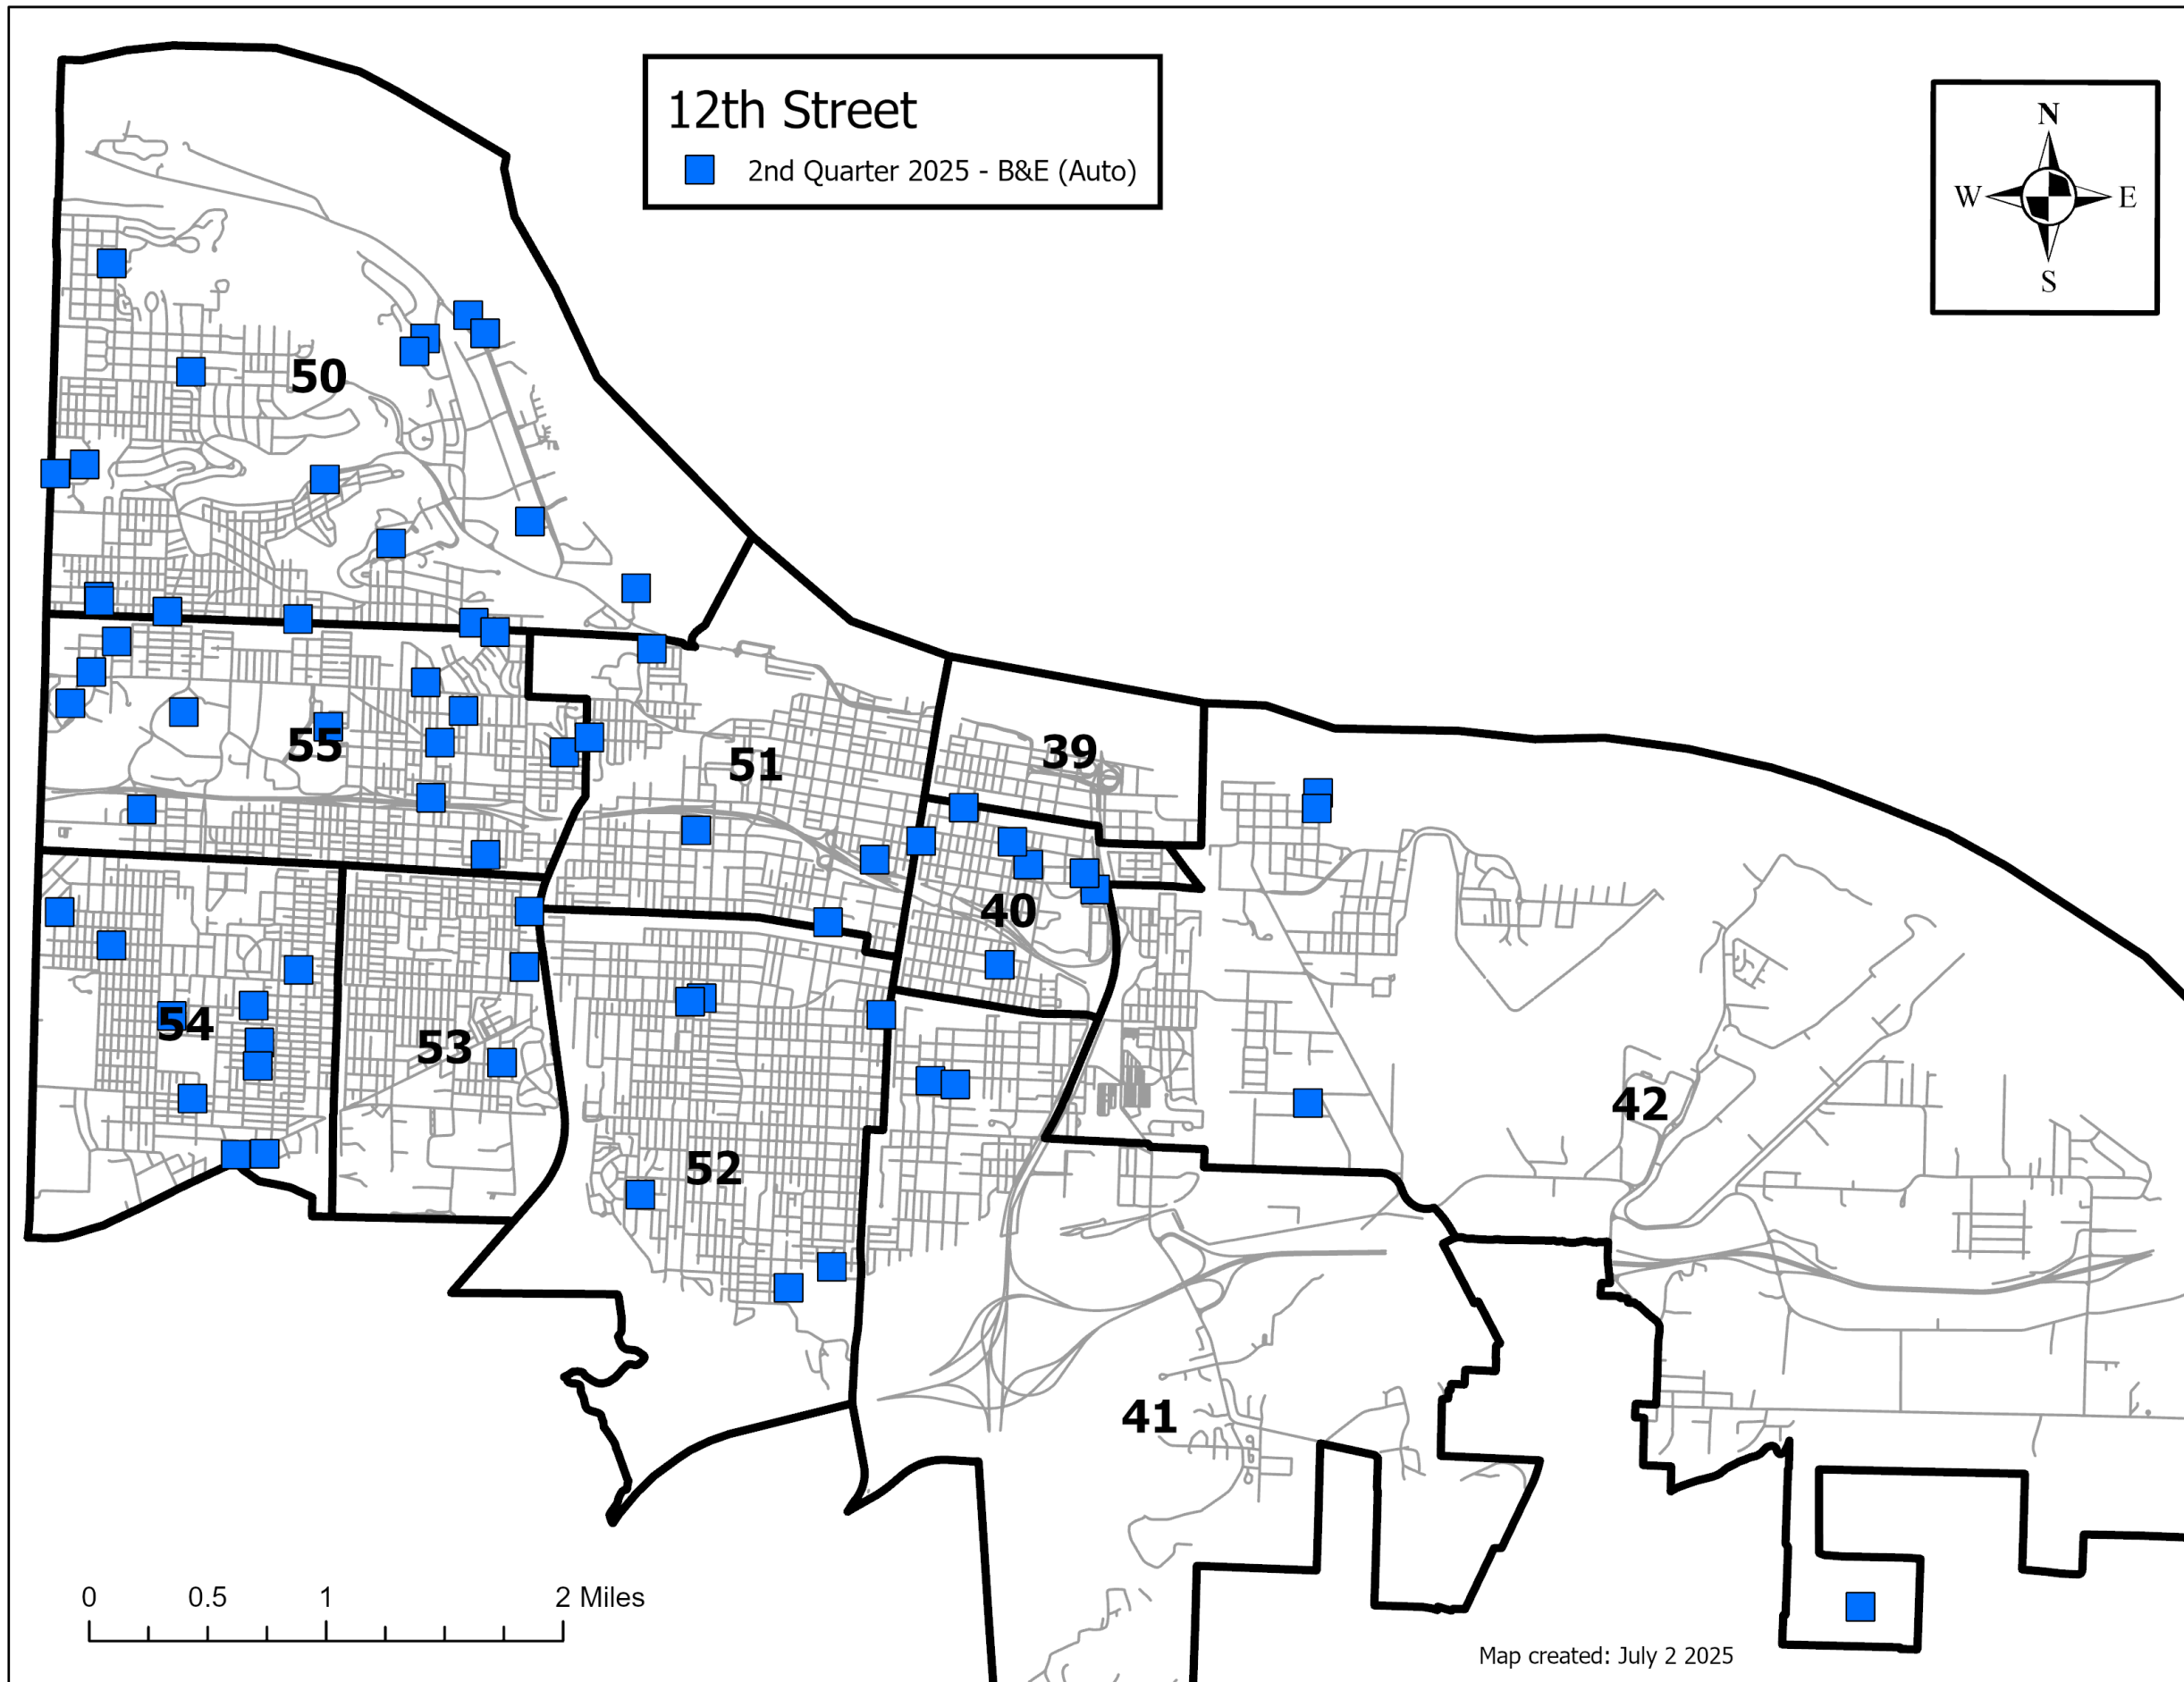 12th Street
2nd Quarter 2025 - B&E (Auto)
N
W E
S
50
55
51
39
40
54
53
42
52
41
0 0.5 1 2 Miles
Map created: July 2 2025